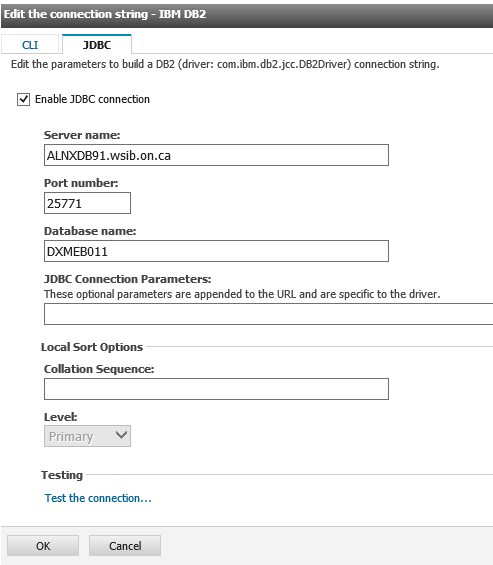 Edit the connection string - IBM DB2
CLI JDBC
Edit the parameters to build a DB2 (driver: com.ibm.db2.jcc.DB2Driver) connection string.
Enable JDBC connection
Server name:
ALNXDB91.wsib.on.ca
Port number:
25771
Database name:
DXMEB011
JDBC Connection Parameters:
These optional parameters are appended to the URL and are specific to the driver.
Local Sort Options
Collation Sequence:
Level:
Primary
Testing
Test the connection...
OK Cancel